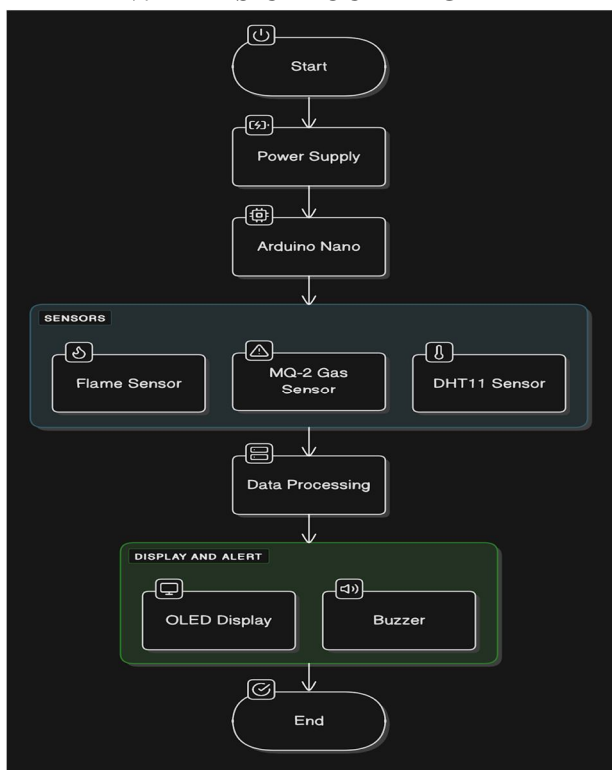 Start
Power Supply
Arduino Nano
SENSORS
Flame Sensor
MQ-2 Gas
Sensor
DHT11 Sensor
Data Processing
DISPLAY AND ALERT
OLED Display
Buzzer
End